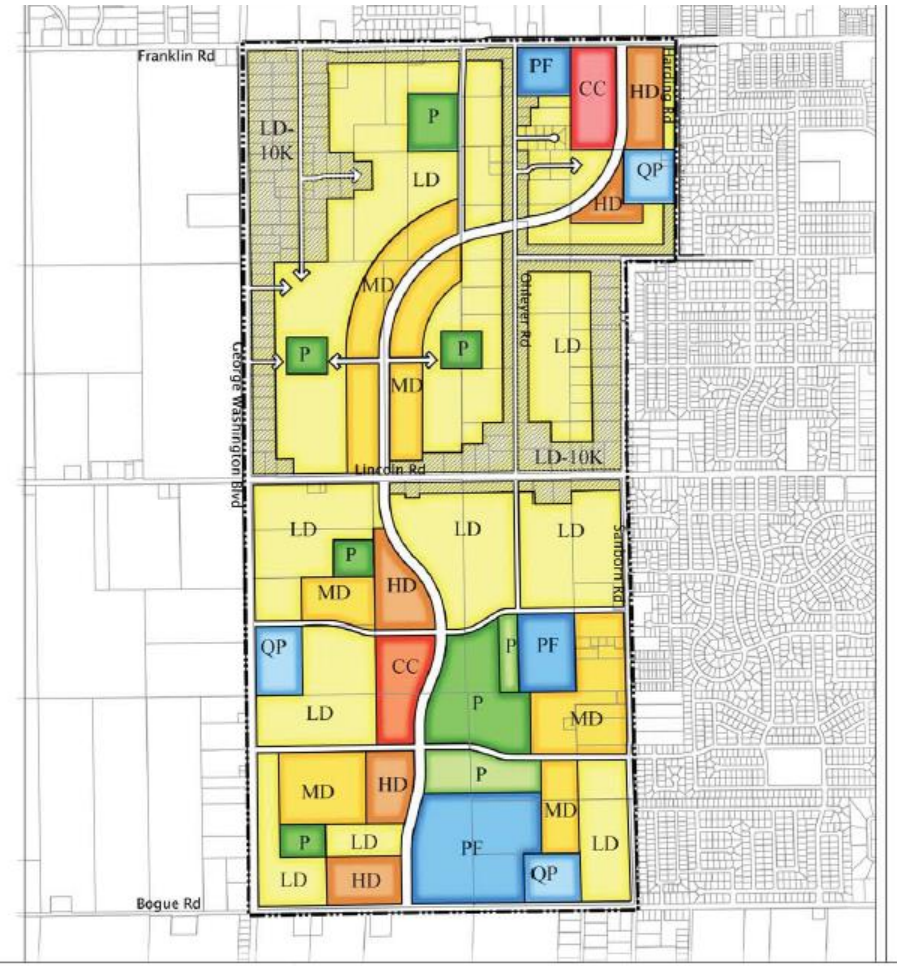 Franklin Rd
PF
CC
HD
Harding Rd
P
LD-
10K
QP
LD
HD
MD
Ohleyer Rd
P
P
LD
George Washington Blvd
MD
LD-10K
Lincoln Rd
LD
LD
LD
Sanborn Rd
P
HD
MD
QP
P
PF
CC
P
LD
MD
P
MD
HD
MD
P
LD
LD
PF
QP
LD
HD
Bogue Rd